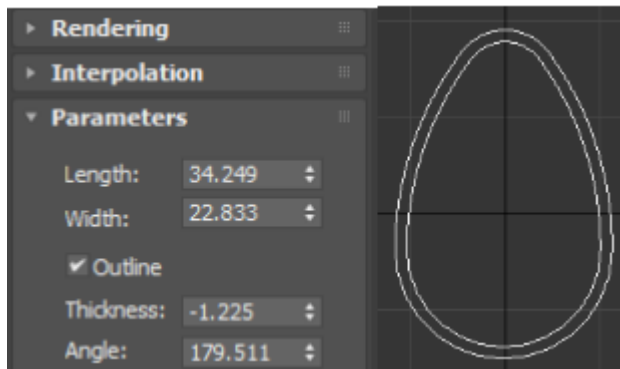 Rendering
Interpolation
Parameters
Length: 34.249
Width: 22.833
Outline
Thickness: -1.225
Angle: 179.511